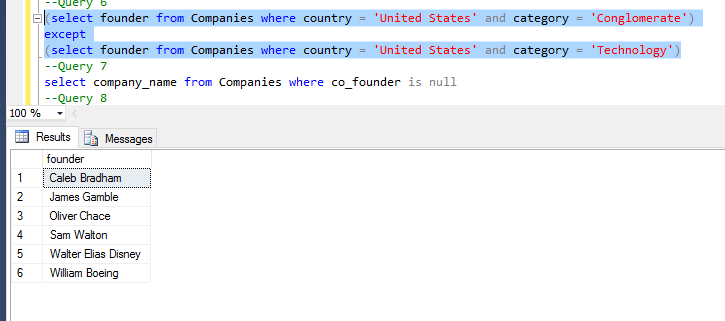 --Query 6
(select founder from Companies where country = 'United States' and category = 'Conglomerate')
except
(select founder from Companies where country = 'United States' and category = 'Technology')
--Query 7
select company_name from Companies where co_founder is null
--Query 8
100 %
Results Messages
founder
1 Caleb Bradham
2 James Gamble
3 Oliver Chace
4 Sam Walton
5 Walter Elias Disney
6 William Boeing